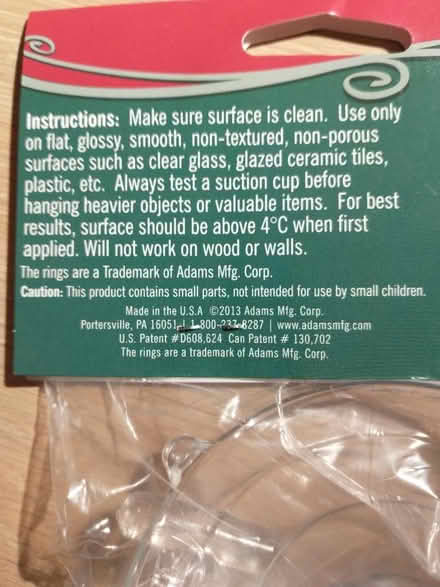 Instructions: Make sure surface is clean. Use only
on flat, glossy, smooth, non-textured, non-porous
surfaces such as clear glass, glazed ceramic tiles,
plastic, etc. Always test a suction cup before
hanging heavier objects or valuable items. For best
results, surface should be above 4°C when first
applied. Will not work on wood or walls.
The rings are a Trademark of Adams Mfg. Corp.
Caution: This product contains small parts, not intended for use by small children.
Made in the U.S.A ©2013 Adams Mfg. Corp.
Portersville, PA 16051 | 1-800-237-8287 | www.adamsmfg.com
U.S. Patent #D608,624 Can Patent # 130,702
The rings are a trademark of Adams Mfg. Corp.